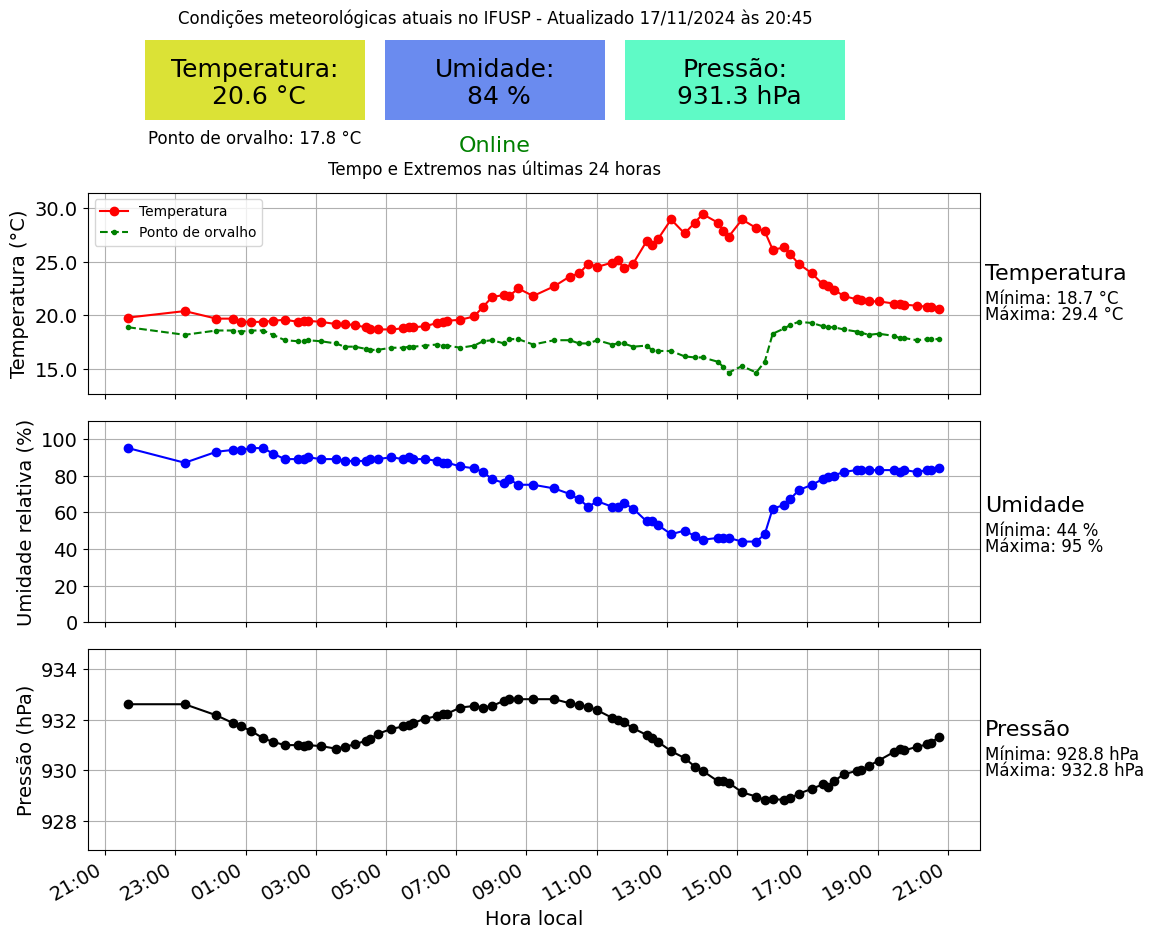 Condições meteorológicas atuais no IFUSP - Atualizado 17/11/2024 às 20:45
Temperatura:
20.6 °C
Umidade:
84 %
Pressão:
931.3 hPa
Ponto de orvalho: 17.8 °C
Online
Tempo e Extremos nas últimas 24 horas
Temperatura (°C)
30.0
25.0
20.0
15.0
Temperatura
Ponto de orvalho
Temperatura
Mínima: 18.7 °C
Máxima: 29.4 °C
Umidade relativa (%)
100
80
60
40
20
0
Umidade
Mínima: 44 %
Máxima: 95 %
Pressão (hPa)
934
932
930
928
Pressão
Mínima: 928.8 hPa
Máxima: 932.8 hPa
21:00 23:00 01:00 03:00 05:00 07:00 09:00 11:00 13:00 15:00 17:00 19:00 21:00
Hora local